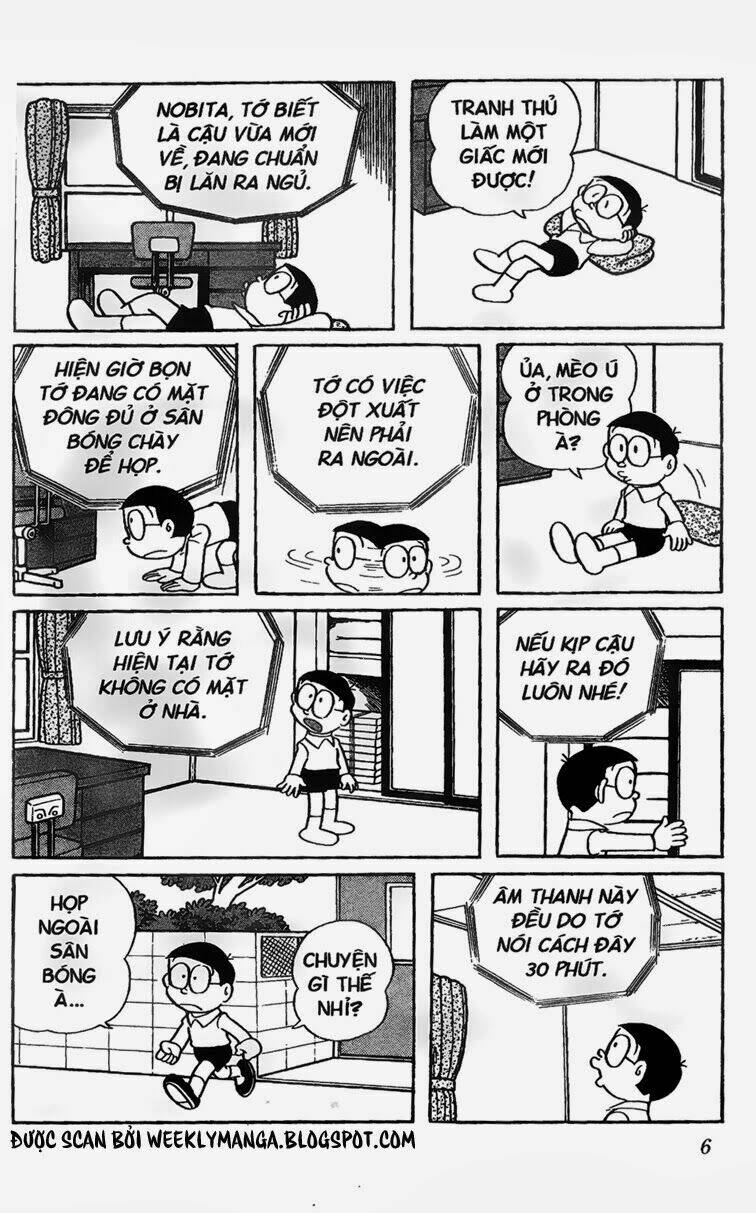 TRANH THỦ
LÀM MỘT
GIẤC MỚI
ĐƯỢC!
NOBITA, TỚ BIẾT
LÀ CẬU VỪA MỚI
VỀ, ĐANG CHUẨN
BỊ LĂN RA NGỦ.
ỦA, MÈO Ú
Ở TRONG
PHÒNG
À?
TỚ CÓ VIỆC
ĐỘT XUẤT
NÊN PHẢI
RA NGOÀI.
HIỆN GIỜ BỌN
TỚ ĐANG CÓ MẶT
ĐÔNG ĐỦ Ở SÂN
BÓNG CHÀY
ĐỂ HỌP.
NẾU KỊP CẬU
HÃY RA ĐÓ
LUÔN NHÉ!
LƯU Ý RẰNG
HIỆN TẠI TỚ
KHÔNG CÓ MẶT
Ở NHÀ.
ÂM THANH NÀY
ĐỀU DO TỚ
NÓI CÁCH ĐÂY
30 PHÚT.
CHUYỆN
GÌ THẾ
NHỈ?
HỌP
NGOÀI
SÂN
BÓNG
À...
ĐƯỢC SCAN BỞI WEEKLYMANGA.BLOGSPOT.COM
6